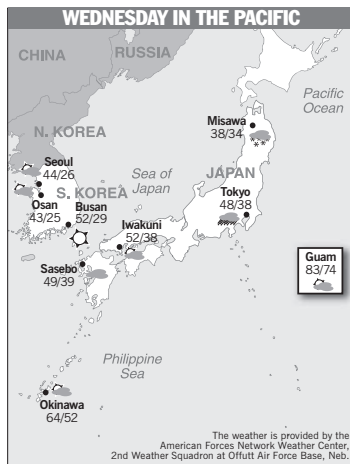 WEDNESDAY IN THE PACIFIC
CHINA
RUSSIA
Pacific
Ocean
Misawa
38/34
N. KOREA
Seoul
44/26
Sea of
Japan
JAPAN
S. KOREA
Osan
43/25
Busan
52/29
Tokyo
48/38
Iwakuni
52/38
Sasebo
49/39
Guam
83/74
Philippine
Sea
Okinawa
64/52
The weather is provided by the
American Forces Network Weather Center,
2nd Weather Squadron at Offutt Air Force Base, Neb.